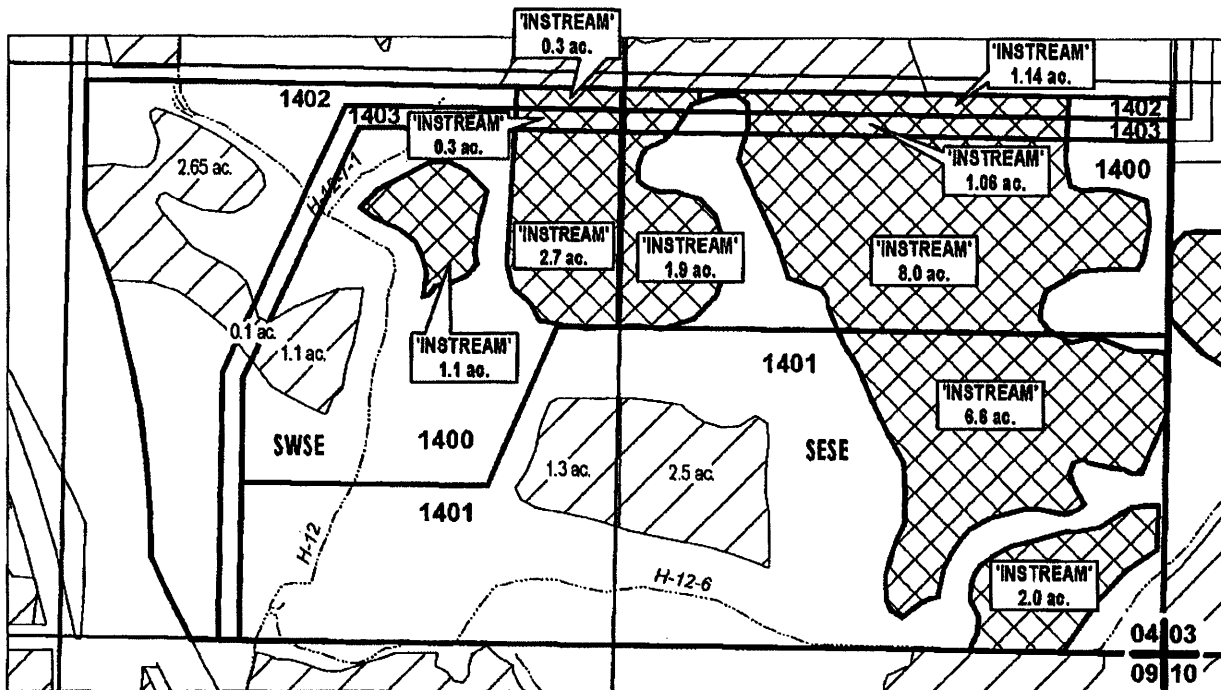 'INSTREAM'
0.3 ac.
'INSTREAM'
1.14 ac.
1402
1402
1403
1403
'INSTREAM'
0.3 ac.
'INSTREAM'
1.06 ac.
1400
2.65 ac.
H-12-7-1
'INSTREAM'
2.7 ac.
'INSTREAM'
1.9 ac.
'INSTREAM'
8.0 ac.
0.1 ac.
1.1 ac.
'INSTREAM'
1.1 ac.
1401
'INSTREAM'
6.6 ac.
SWSE
1400
SESE
1.3 ac.
2.5 ac.
1401
H-12
H-12-6
'INSTREAM'
2.0 ac.
04 03
09 10